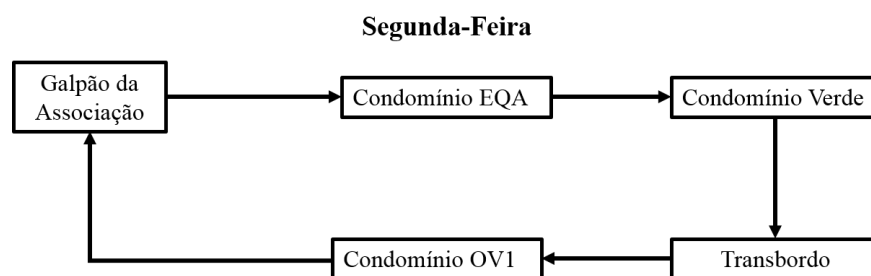 Segunda-Feira
Galpão da
Associação
Condomínio EQA
Condomínio Verde
Condomínio OV1
Transbordo